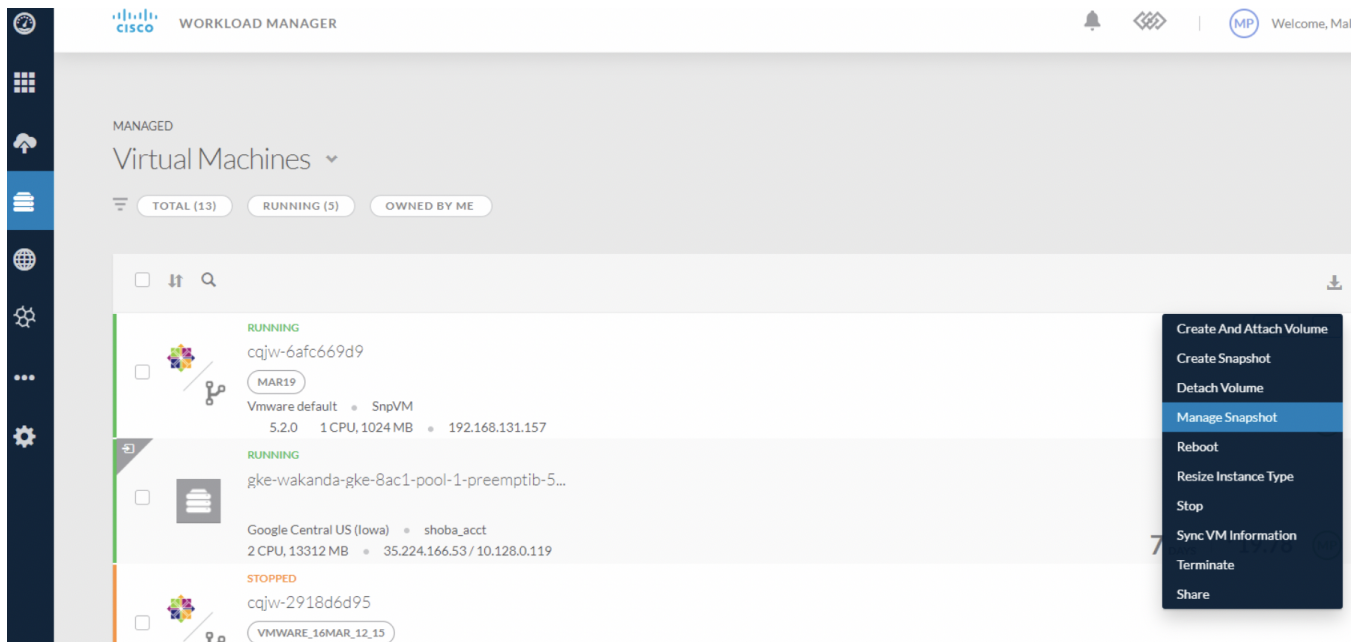 CISCO WORKLOAD MANAGER
MP Welcome, Mal
MANAGED
Virtual Machines
TOTAL (13) RUNNING (5) OWNED BY ME
RUNNING
cqjw-6afc669d9
MAR19
Vmware default SnpVM
5.2.0 1 CPU, 1024 MB 192.168.131.157
RUNNING
gke-wakanda-gke-8ac1-pool-1-preemptib-5...
Google Central US (Iowa) shoba_acct
2 CPU, 13312 MB 35.224.166.53 / 10.128.0.119
7
STOPPED
cqjw-2918d6d95
VMWARE_16MAR_12_15
Create And Attach Volume
Create Snapshot
Detach Volume
Manage Snapshot
Reboot
Resize Instance Type
Stop
Sync VM Information
Terminate
Share